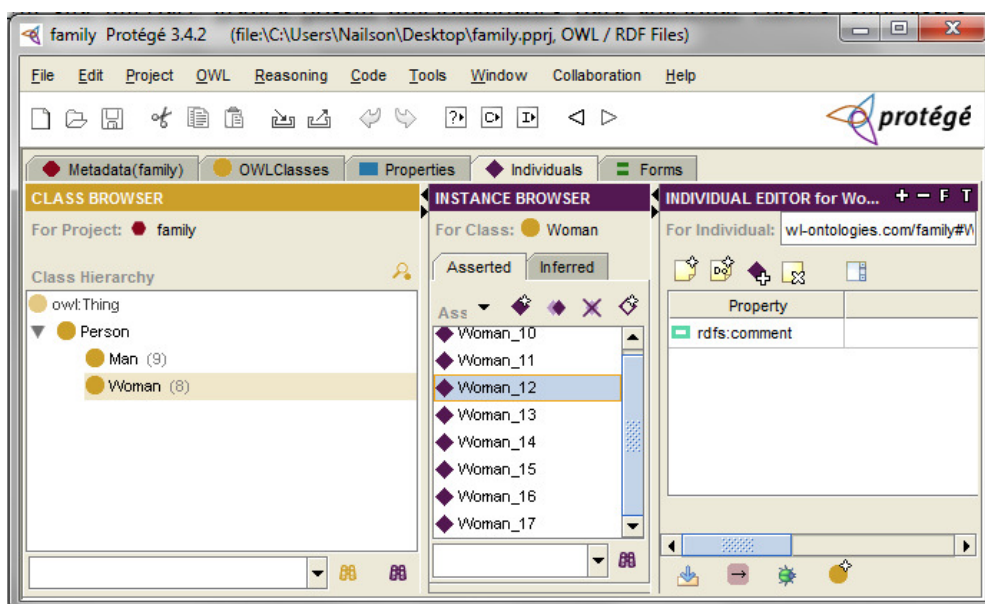 family Protégé 3.4.2 (file:\C:\Users\Nailson\Desktop\family.pprj, OWL / RDF Files)
File Edit Project OWL Reasoning Code Tools Window Collaboration Help
protégé
Metadata(family) OWLClasses Properties Individuals Forms
CLASS BROWSER
For Project: family
Class Hierarchy
owl:Thing
Person
Man (9)
Woman (8)
INSTANCE BROWSER
For Class: Woman
Asserted Inferred
Ass
Woman_10
Woman_11
Woman_12
Woman_13
Woman_14
Woman_15
Woman_16
Woman_17
INDIVIDUAL EDITOR for Wo... + − F T
For Individual: wl-ontologies.com/family#W
Property
rdfs:comment